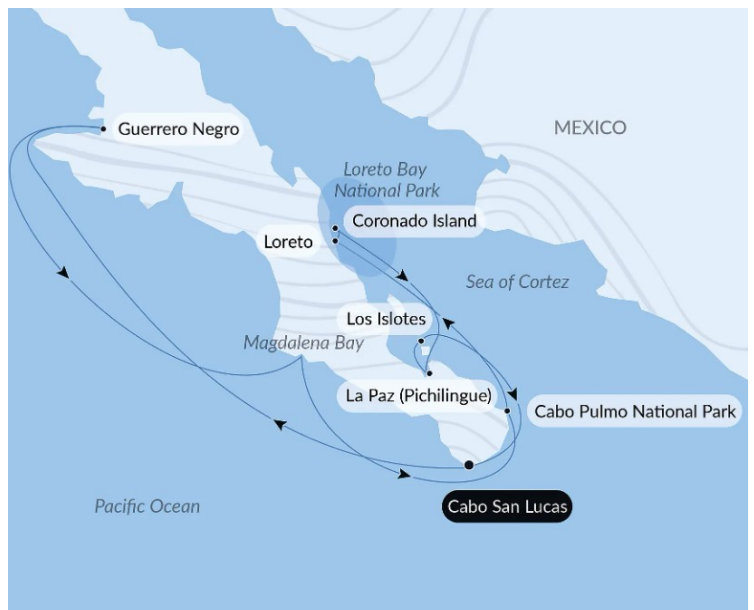 Guerrero Negro
MEXICO
Loreto Bay
National Park
Coronado Island
Loreto
Sea of Cortez
Los Islotes
Magdalena Bay
La Paz (Pichilingue)
Cabo Pulmo National Park
Pacific Ocean
Cabo San Lucas